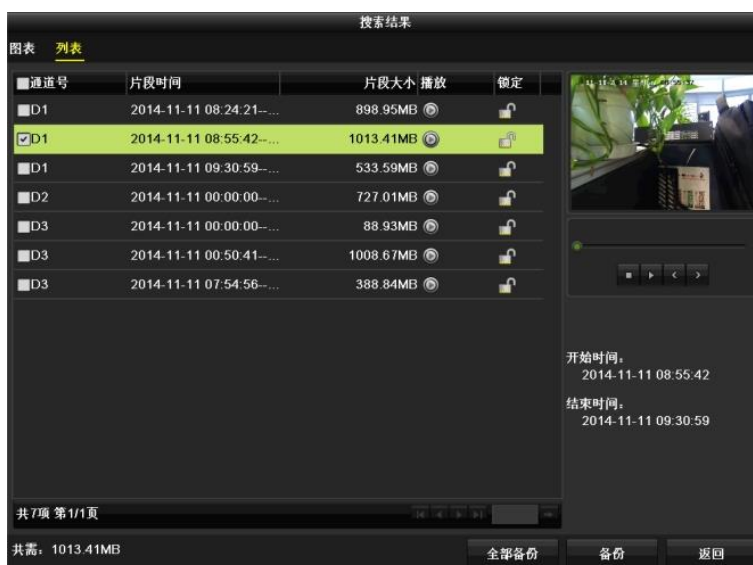 搜索结果
图表 列表
通道号 片段时间 片段大小 播放 锁定
D1 2014-11-11 08:24:21--... 898.95MB
D1 2014-11-11 08:55:42--... 1013.41MB
D1 2014-11-11 09:30:59--... 533.59MB
D2 2014-11-11 00:00:00--... 727.01MB
D3 2014-11-11 00:00:00--... 88.93MB
D3 2014-11-11 00:50:41--... 1008.67MB
D3 2014-11-11 07:54:56--... 388.84MB
开始时间:
2014-11-11 08:55:42
结束时间:
2014-11-11 09:30:59
共7项 第1/1页
共需: 1013.41MB
全部备份 备份 返回